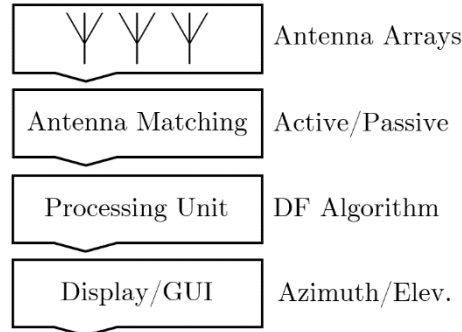 Antenna Arrays
Antenna Matching Active/Passive
Processing Unit DF Algorithm
Display/GUI Azimuth/Elev.